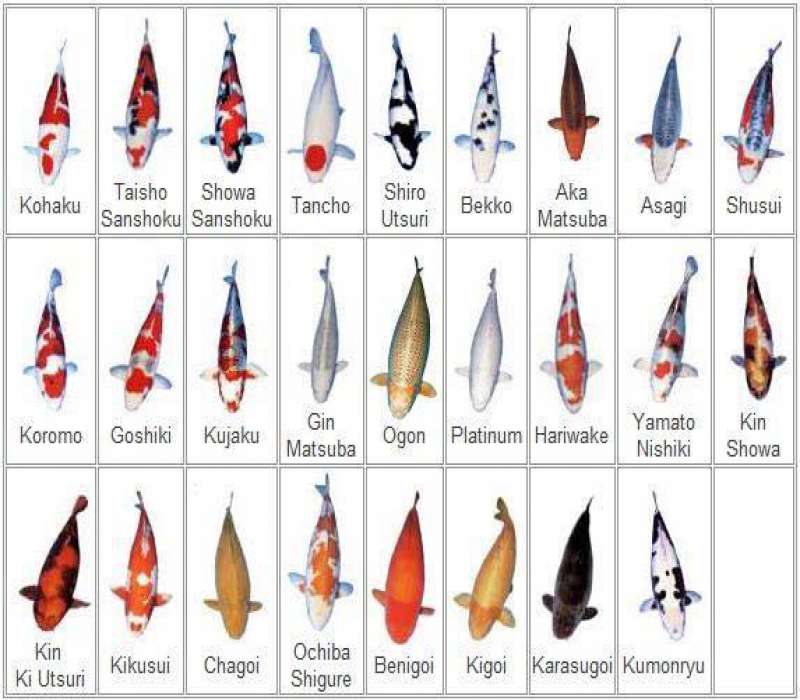 Kohaku
Taisho
Sanshoku
Showa
Sanshoku
Tancho
Shiro
Utsuri
Bekko
Aka
Matsuba
Asagi
Shusui
Koromo
Goshiki
Kujaku
Gin
Matsuba
Ogon
Platinum
Hariwake
Yamato
Nishiki
Kin
Showa
Kin
Ki Utsuri
Kikusui
Chagoi
Ochiba
Shigure
Benigoi
Kigoi
Karasugoi
Kumonryu